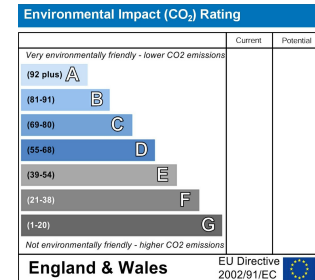 Environmental Impact (CO₂) Rating
Current Potential
Very environmentally friendly - lower CO2 emissions
(92 plus) A
(81-91) B
(69-80) C
(55-68) D
(39-54) E
(21-38) F
(1-20) G
Not environmentally friendly - higher CO2 emissions
England & Wales
EU Directive
2002/91/EC